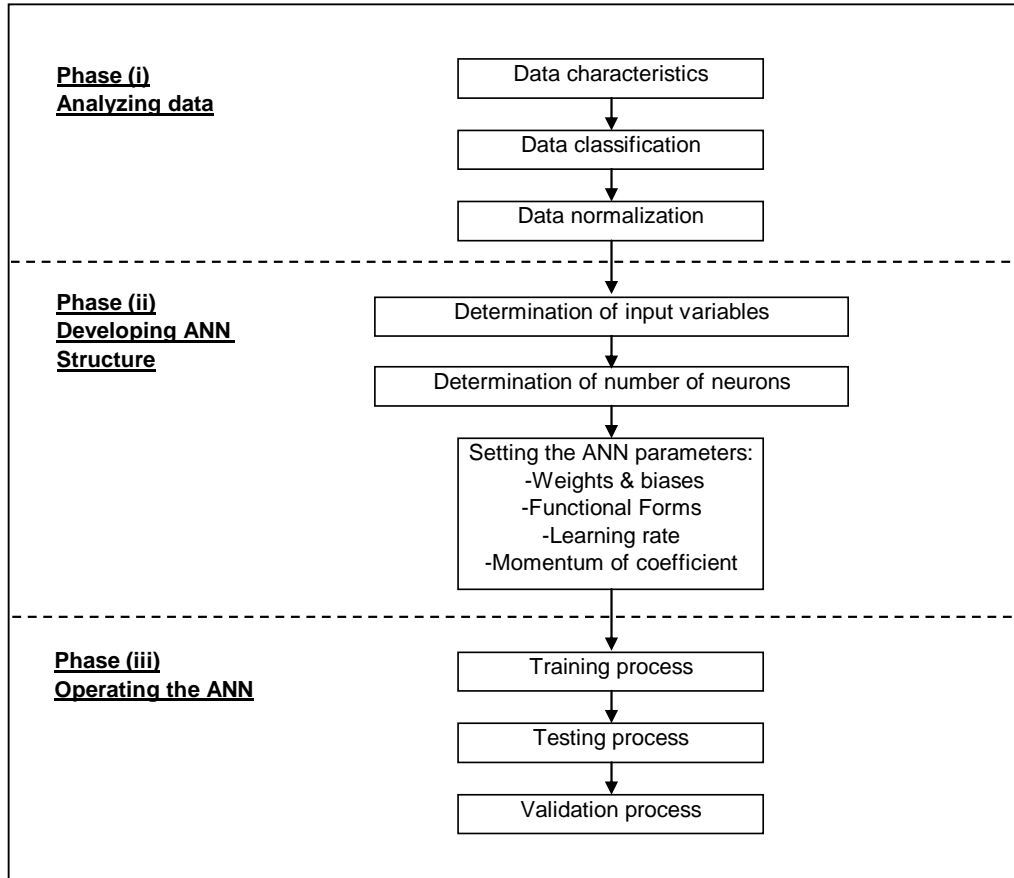 Phase (i)
Analyzing data
Data characteristics
Data classification
Data normalization
Phase (ii)
Developing ANN
Structure
Determination of input variables
Determination of number of neurons
Setting the ANN parameters:
-Weights & biases
-Functional Forms
-Learning rate
-Momentum of coefficient
Phase (iii)
Operating the ANN
Training process
Testing process
Validation process